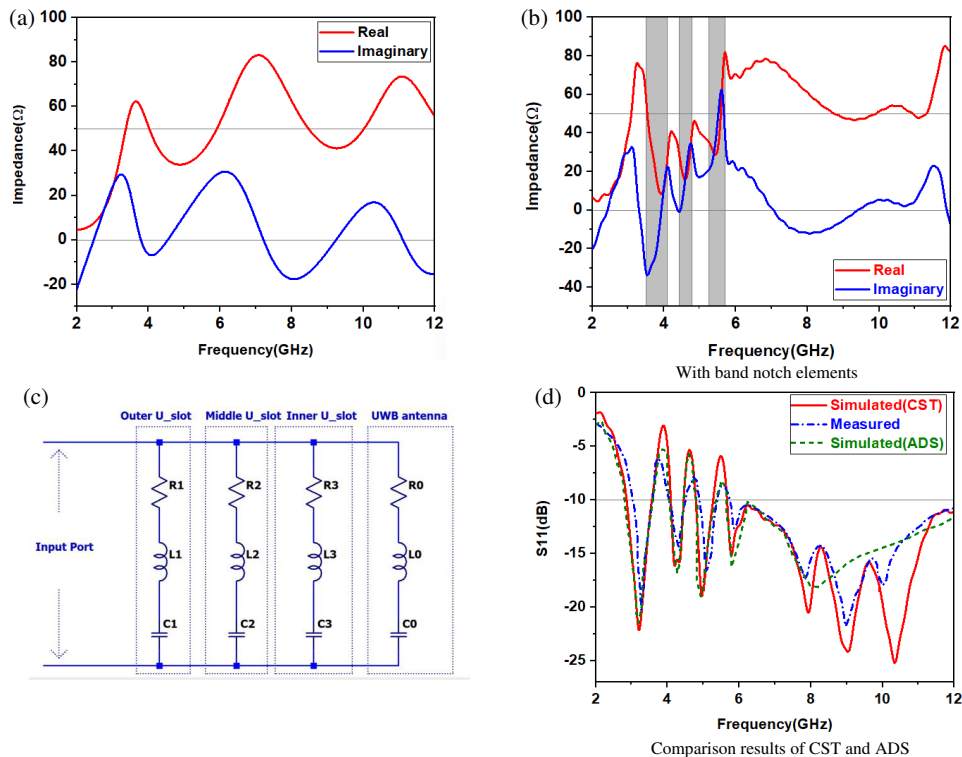 (a)
100
80
60
40
20
0
-20
Impedance(Ω)
2
4
6
8
10
12
Frequency(GHz)
Real
Imaginary
(b)
100
80
60
40
20
0
-20
-40
Impedance(Ω)
2
4
6
8
10
12
Frequency(GHz)
Real
Imaginary
With band notch elements
(c)
Outer U_slot
Middle U_slot
Inner U_slot
UWB antenna
R1
R2
R3
R0
Input Port
L1
L2
L3
L0
C1
C2
C3
C0
(d)
0
-5
-10
-15
-20
-25
S11(dB)
2
4
6
8
10
12
Frequency(GHz)
Simulated(CST)
Measured
Simulated(ADS)
Comparison results of CST and ADS